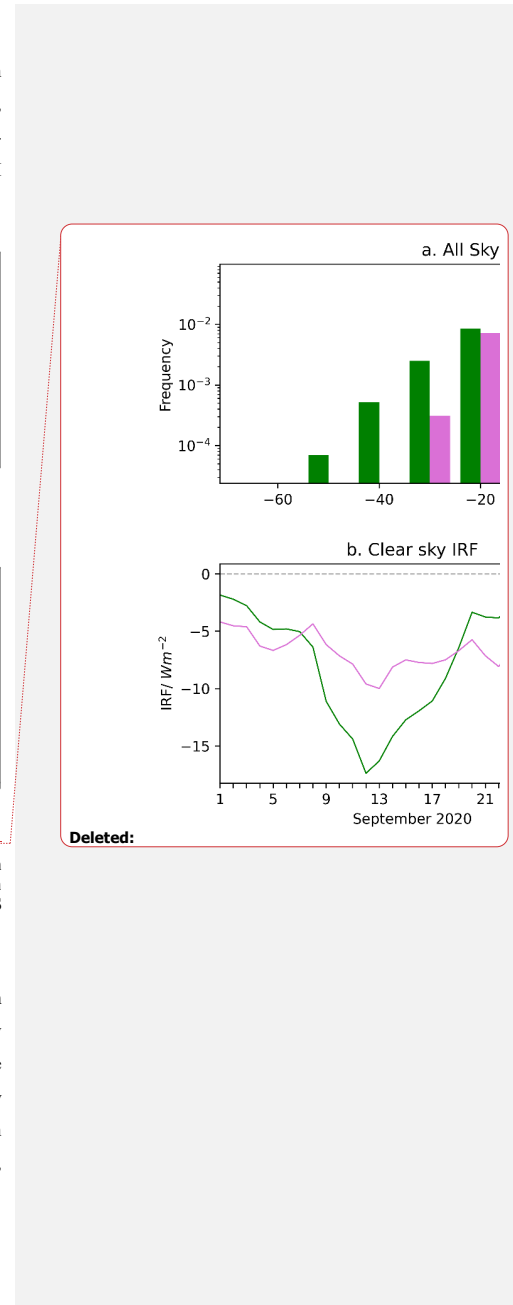 a. All Sky
Frequency
10−2
10−3
10−4
−60 −40 −20
b. Clear sky IRF
IRF/ Wm−2
0
−5
−10
−15
1 5 9 13 17 21
September 2020
Deleted: